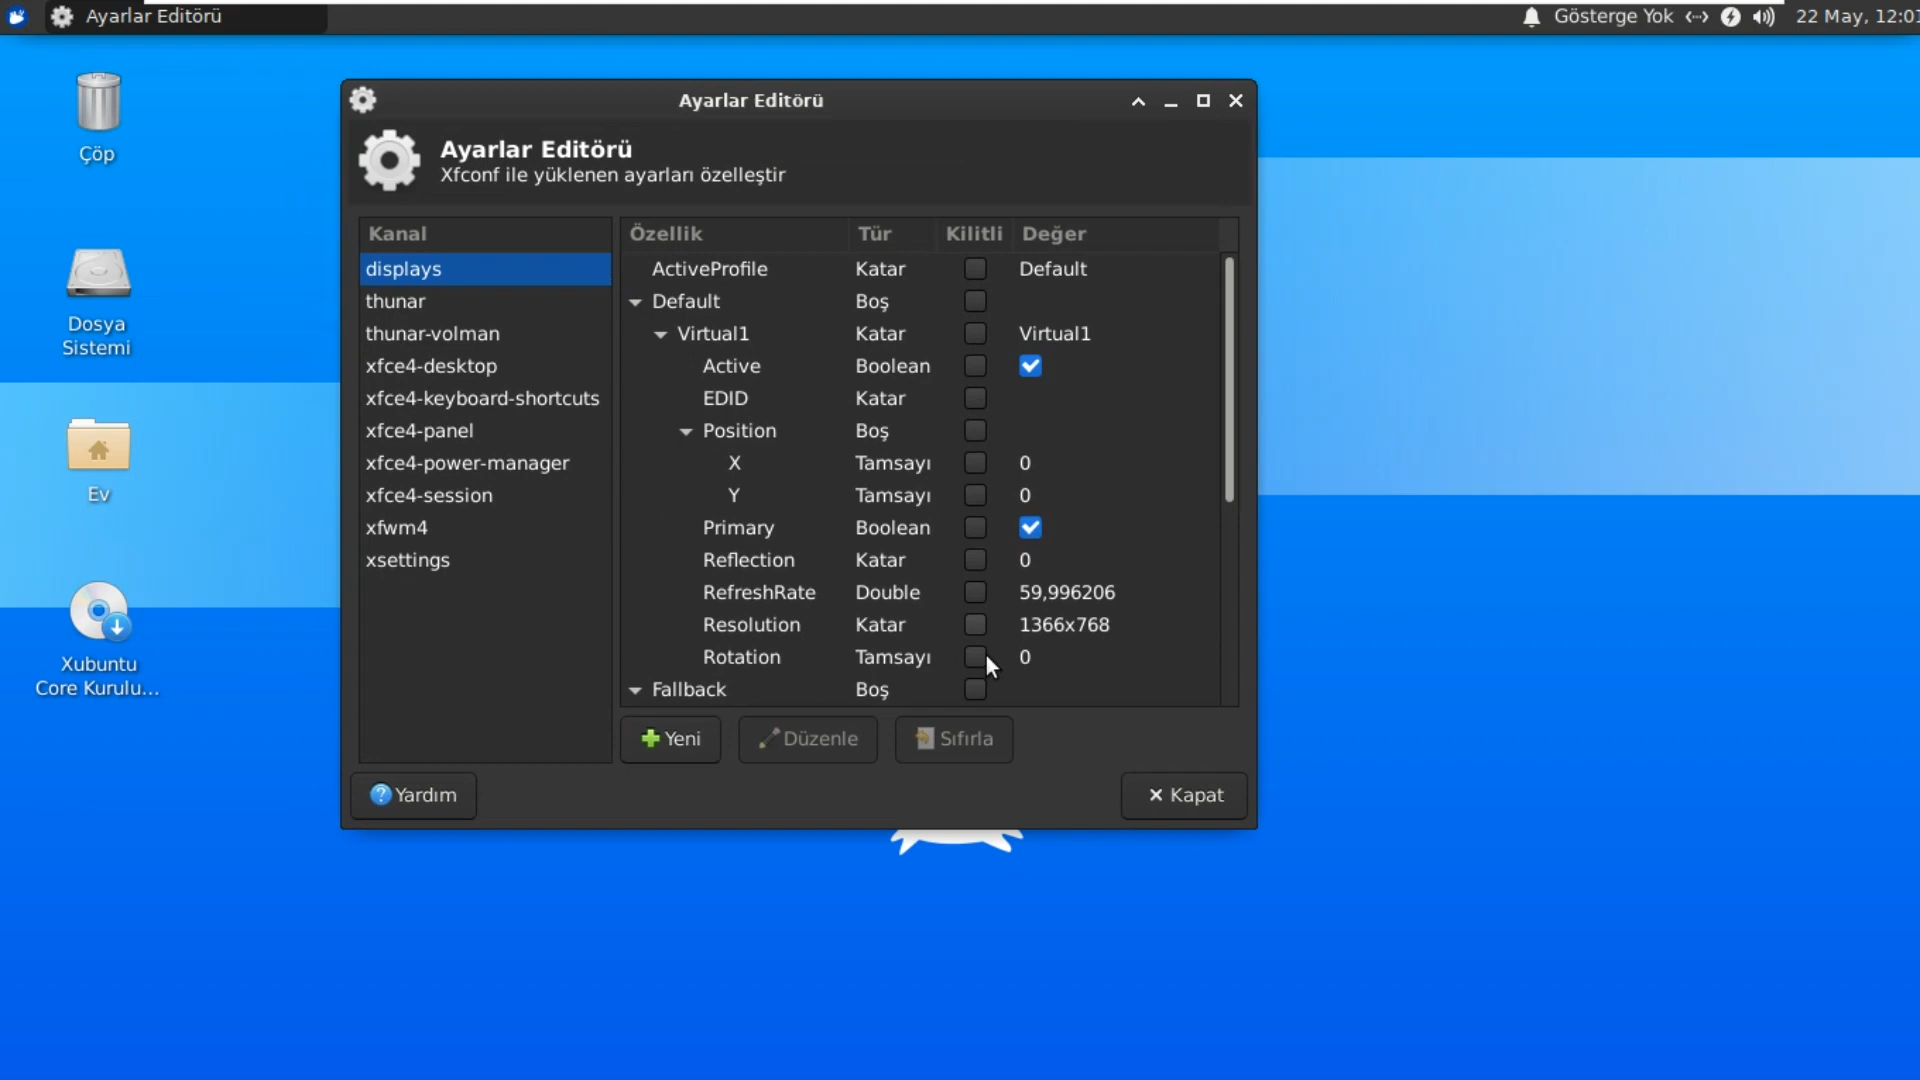 Ayarlar Editörü
Gösterge Yok
22 May, 12:01
Çöp
Dosya
Sistemi
Ev
Xubuntu
Core Kurulu...
Ayarlar Editörü
Ayarlar Editörü
Xfconf ile yüklenen ayarları özelleştir
Kanal
displays
thunar
thunar-volman
xfce4-desktop
xfce4-keyboard-shortcuts
xfce4-panel
xfce4-power-manager
xfce4-session
xfwm4
xsettings
Özellik Tür Kilitli Değer
ActiveProfile Katar Default
Default Boş
Virtual1 Katar Virtual1
Active Boolean
EDID Katar
Position Boş
X Tamsayı 0
Y Tamsayı 0
Primary Boolean
Reflection Katar 0
RefreshRate Double 59,996206
Resolution Katar 1366x768
Rotation Tamsayı 0
Fallback Boş
Yeni Düzenle Sıfırla
Yardım Kapat